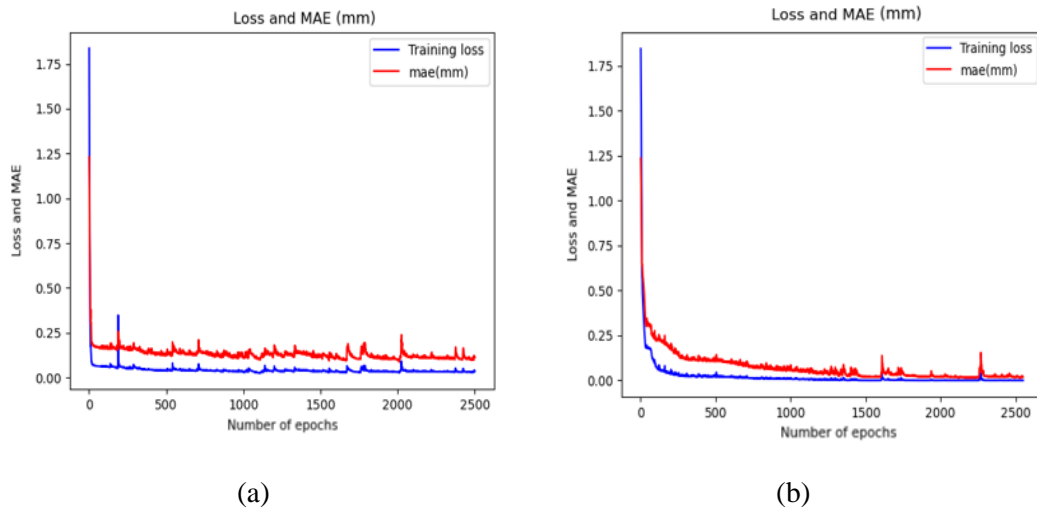 Loss and MAE (mm)
Training loss
mae(mm)
1.75
1.50
1.25
1.00
0.75
0.50
0.25
0.00
Loss and MAE
0 500 1000 1500 2000 2500
Number of epochs
(a)
Loss and MAE (mm)
Training loss
mae(mm)
1.75
1.50
1.25
1.00
0.75
0.50
0.25
0.00
Loss and MAE
0 500 1000 1500 2000 2500
Number of epochs
(b)